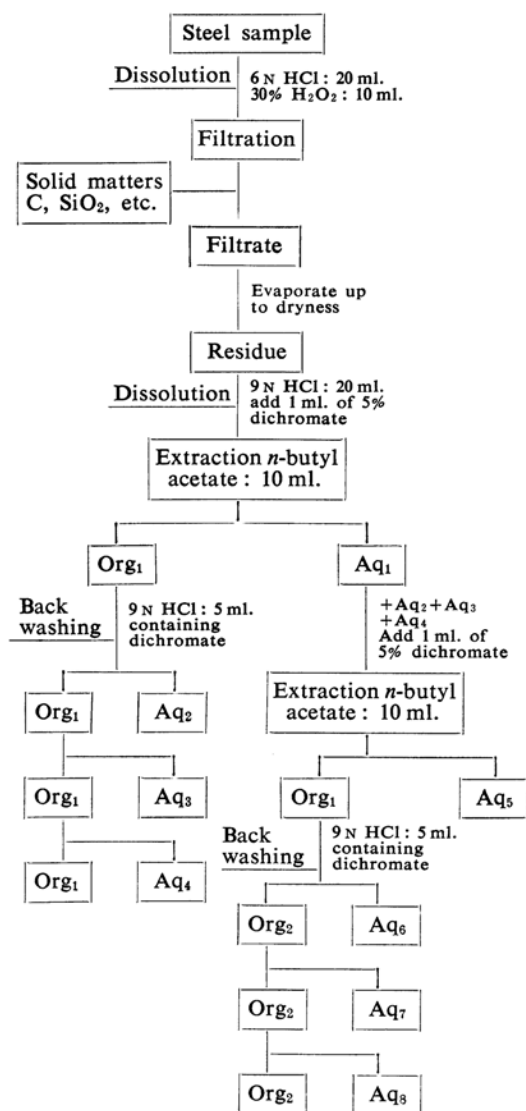 Steel sample
Dissolution
6 N HCl : 20 ml.
30% H₂O₂ : 10 ml.
Filtration
Solid matters
C, SiO₂, etc.
Filtrate
Evaporate up
to dryness
Residue
Dissolution
9 N HCl : 20 ml.
add 1 ml. of 5%
dichromate
Extraction n-butyl
acetate : 10 ml.
Org₁
Aq₁
Back
washing
9 N HCl : 5 ml.
containing
dichromate
+Aq₂+Aq₃
+Aq₄
Add 1 ml. of
5% dichromate
Org₁
Aq₂
Extraction n-butyl
acetate : 10 ml.
Org₁
Aq₃
Org₁
Aq₅
Org₁
Aq₄
Back
washing
9 N HCl : 5 ml.
containing
dichromate
Org₂
Aq₆
Org₂
Aq₇
Org₂
Aq₈